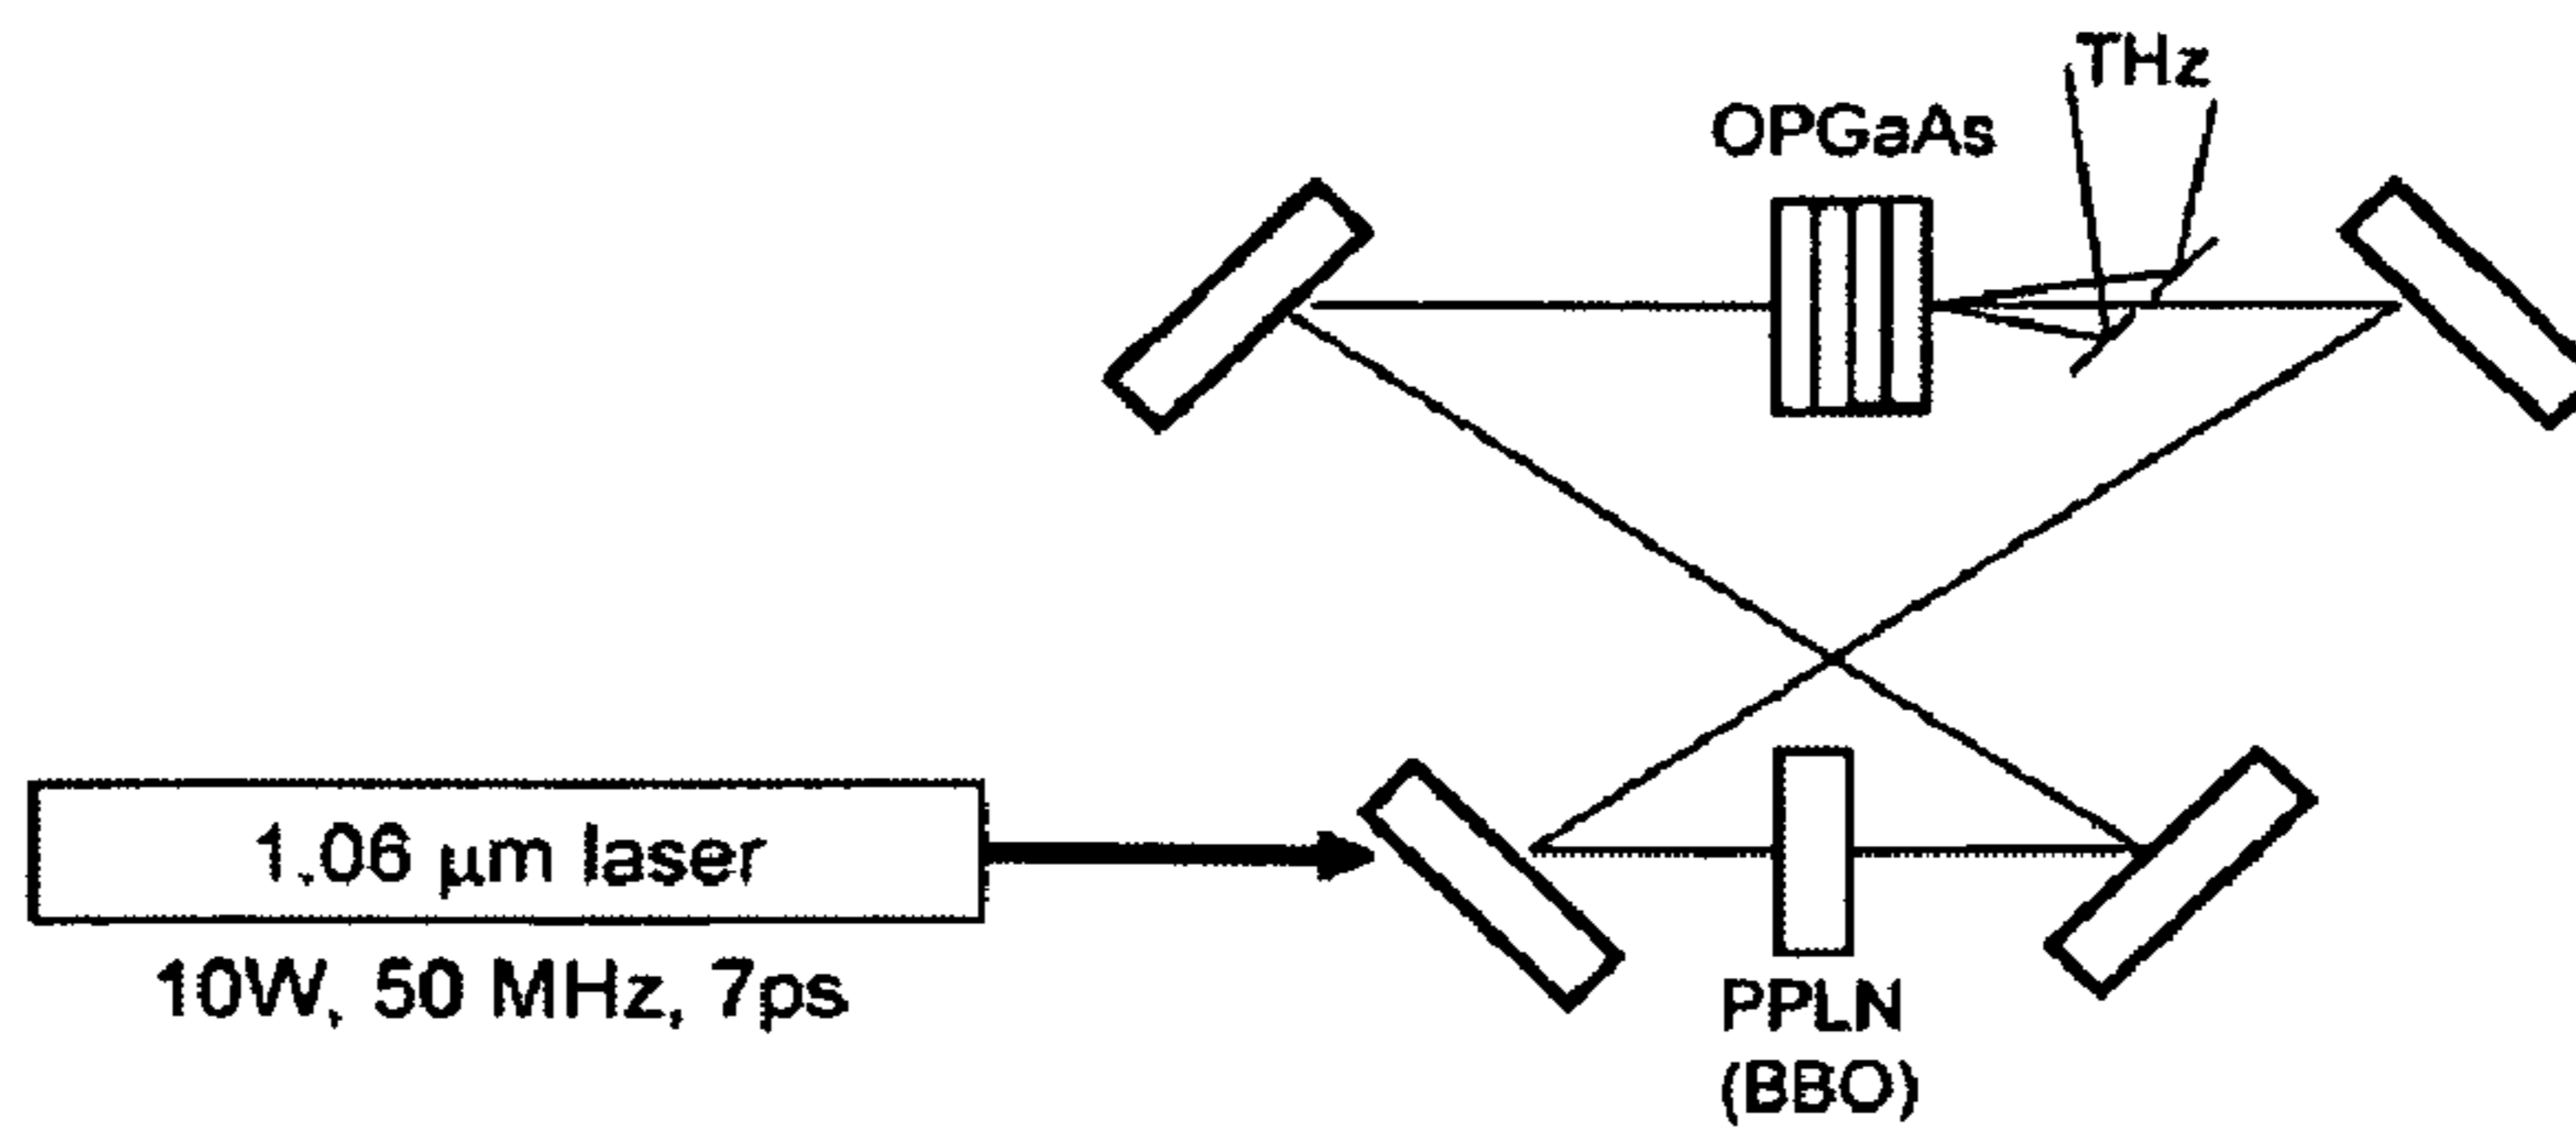 THz
OPGaAs
1.06 μm laser
10W, 50 MHz, 7ps
PPLN
(BBO)